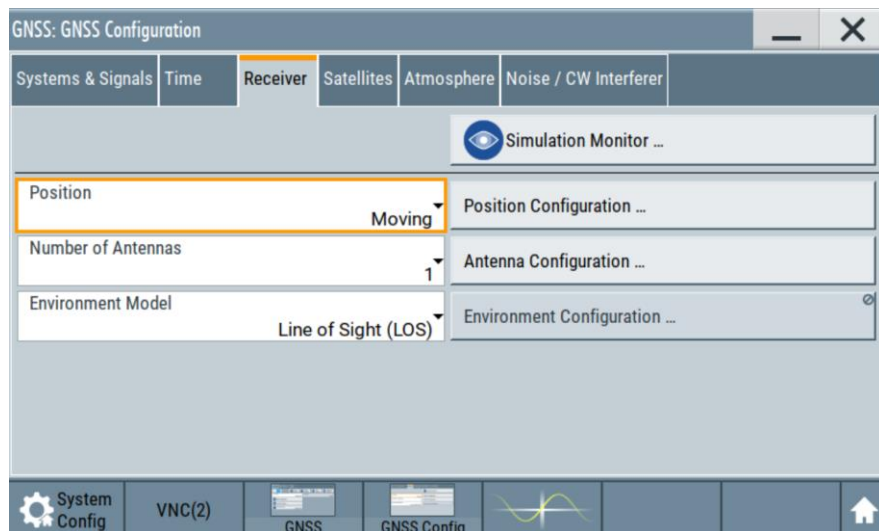 GNSS: GNSS Configuration
Systems & Signals
Time
Receiver
Satellites
Atmosphere
Noise / CW Interferer
Simulation Monitor ...
Position
Moving
Position Configuration ...
Number of Antennas
1
Antenna Configuration ...
Environment Model
Line of Sight (LOS)
Environment Configuration ...
System
Config
VNC(2)
GNSS
GNSS Config